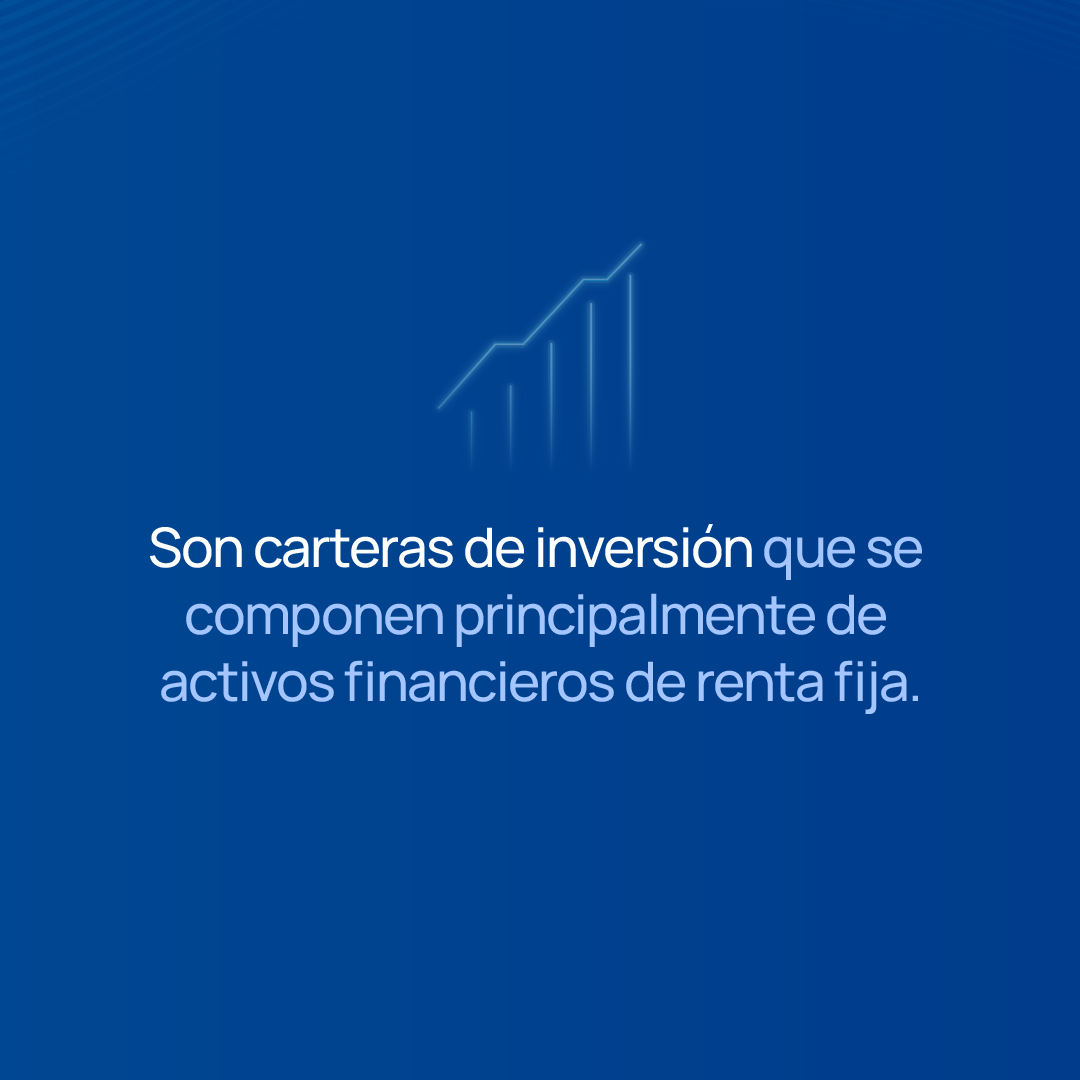 Son carteras de inversión que se
componen principalmente de
activos financieros de renta fija.